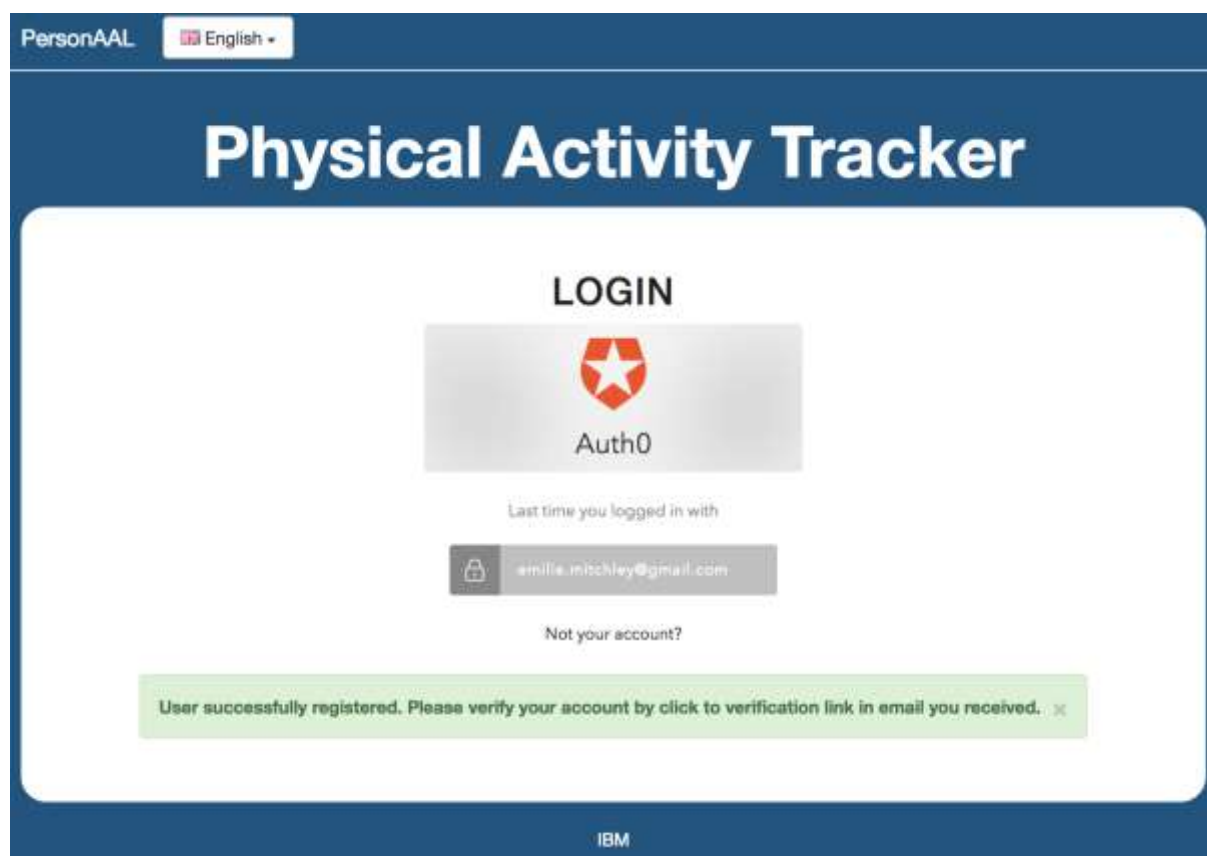 PersonAAL
English
Physical Activity Tracker
LOGIN
Auth0
Last time you logged in with
emilie.mitchley@gmail.com
Not your account?
User successfully registered. Please verify your account by click to verification link in email you received. ×
IBM